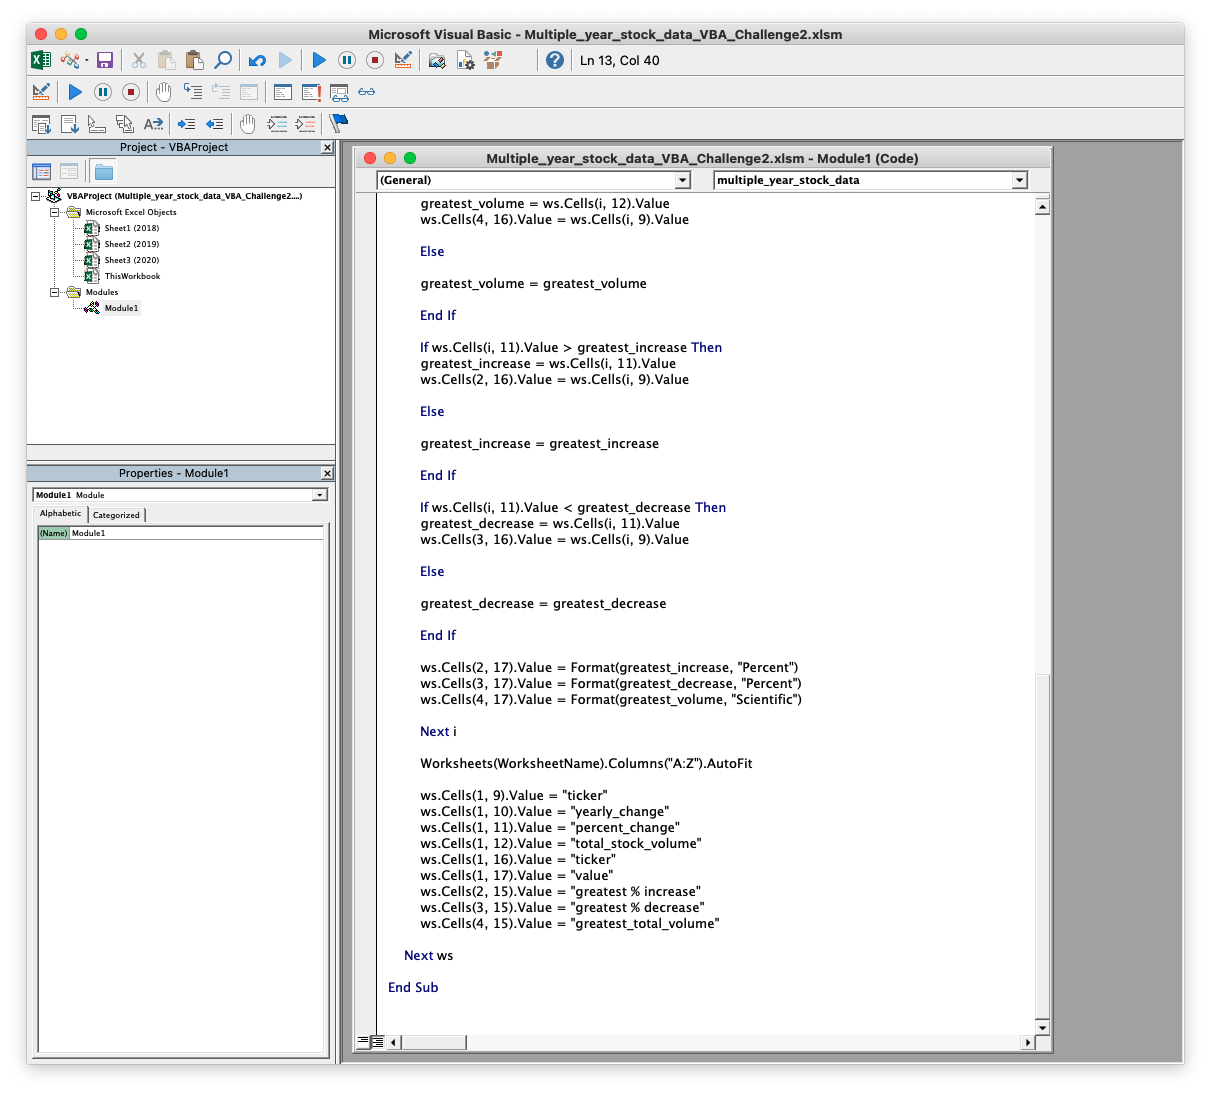 Microsoft Visual Basic - Multiple_year_stock_data_VBA_Challenge2.xlsm
Ln 13, Col 40
Project - VBAProject
VBAProject (Multiple_year_stock_data_VBA_Challenge2....)
Microsoft Excel Objects
Sheet1 (2018)
Sheet2 (2019)
Sheet3 (2020)
ThisWorkbook
Modules
Module1
Properties - Module1
Module1 Module
Alphabetic Categorized
(Name) Module1
Multiple_year_stock_data_VBA_Challenge2.xlsm - Module1 (Code)
(General) multiple_year_stock_data
greatest_volume = ws.Cells(i, 12).Value
ws.Cells(4, 16).Value = ws.Cells(i, 9).Value
Else
greatest_volume = greatest_volume
End If
If ws.Cells(i, 11).Value > greatest_increase Then
greatest_increase = ws.Cells(i, 11).Value
ws.Cells(2, 16).Value = ws.Cells(i, 9).Value
Else
greatest_increase = greatest_increase
End If
If ws.Cells(i, 11).Value < greatest_decrease Then
greatest_decrease = ws.Cells(i, 11).Value
ws.Cells(3, 16).Value = ws.Cells(i, 9).Value
Else
greatest_decrease = greatest_decrease
End If
ws.Cells(2, 17).Value = Format(greatest_increase, "Percent")
ws.Cells(3, 17).Value = Format(greatest_decrease, "Percent")
ws.Cells(4, 17).Value = Format(greatest_volume, "Scientific")
Next i
Worksheets(WorksheetName).Columns("A:Z").AutoFit
ws.Cells(1, 9).Value = "ticker"
ws.Cells(1, 10).Value = "yearly_change"
ws.Cells(1, 11).Value = "percent_change"
ws.Cells(1, 12).Value = "total_stock_volume"
ws.Cells(1, 16).Value = "ticker"
ws.Cells(1, 17).Value = "value"
ws.Cells(2, 15).Value = "greatest % increase"
ws.Cells(3, 15).Value = "greatest % decrease"
ws.Cells(4, 15).Value = "greatest_total_volume"
Next ws
End Sub